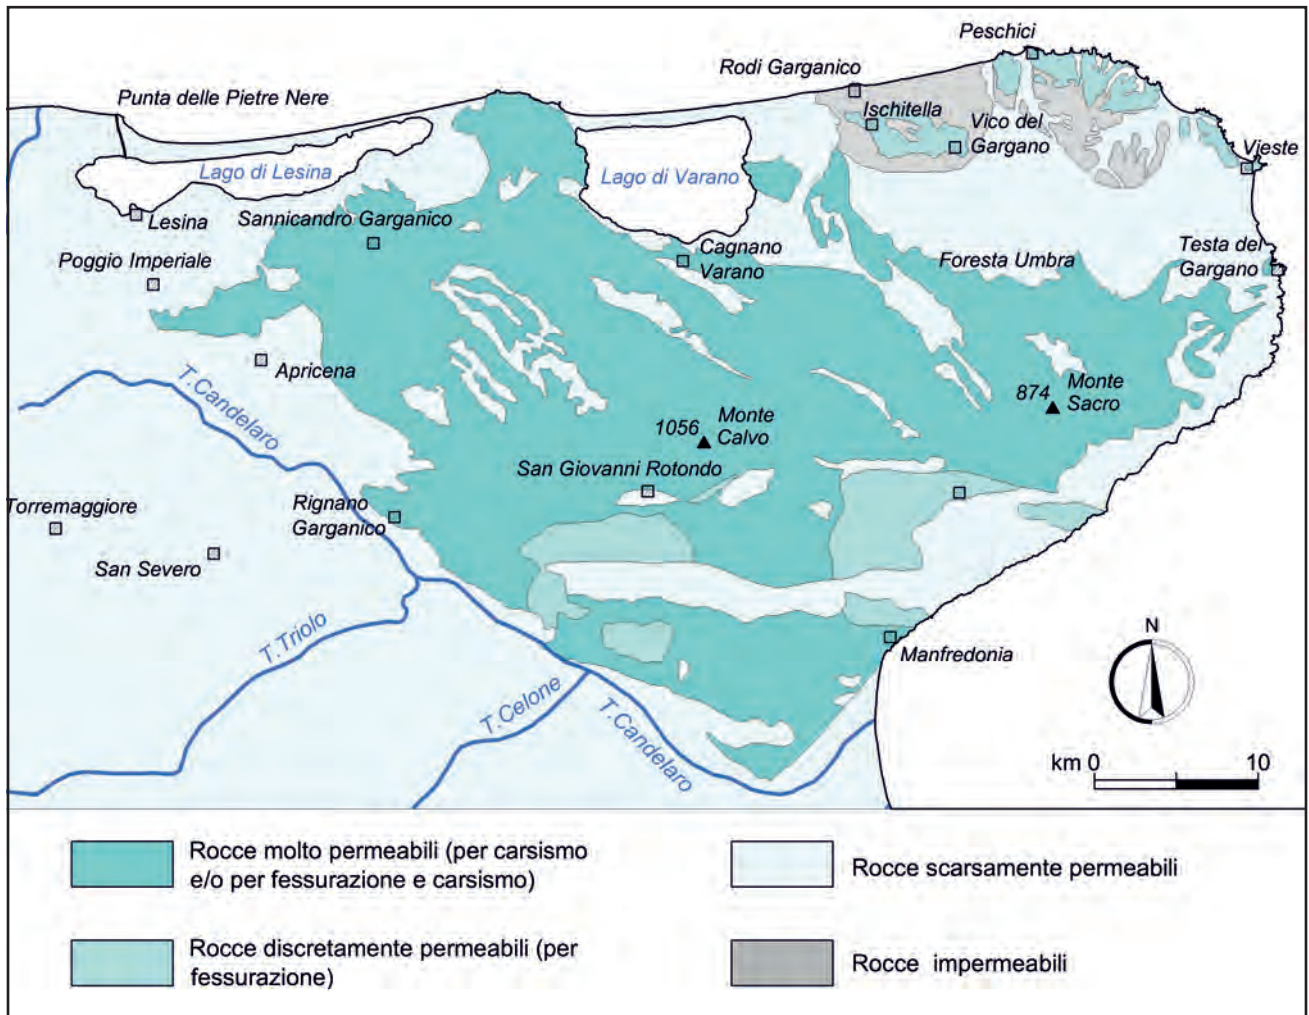 Peschici
Rodi Garganico
Punta delle Pietre Nere
Ischitella
Vico del
Gargano
Vieste
Lago di Lesina
Lago di Varano
Lesina
Sannicandro Garganico
Cagnano
Varano
Foresta Umbra
Testa del
Gargano
Poggio Imperiale
Apricena
T.Candelaro
874
Monte
Sacro
1056
Monte
Calvo
San Giovanni Rotondo
Torremaggiore
Rignano
Garganico
San Severo
T.Triolo
Manfredonia
N
T.Celone
T.Candelaro
km 0 10
Rocce molto permeabili (per carsismo
e/o per fessurazione e carsismo)
Rocce discretamente permeabili (per
fessurazione)
Rocce scarsamente permeabili
Rocce impermeabili